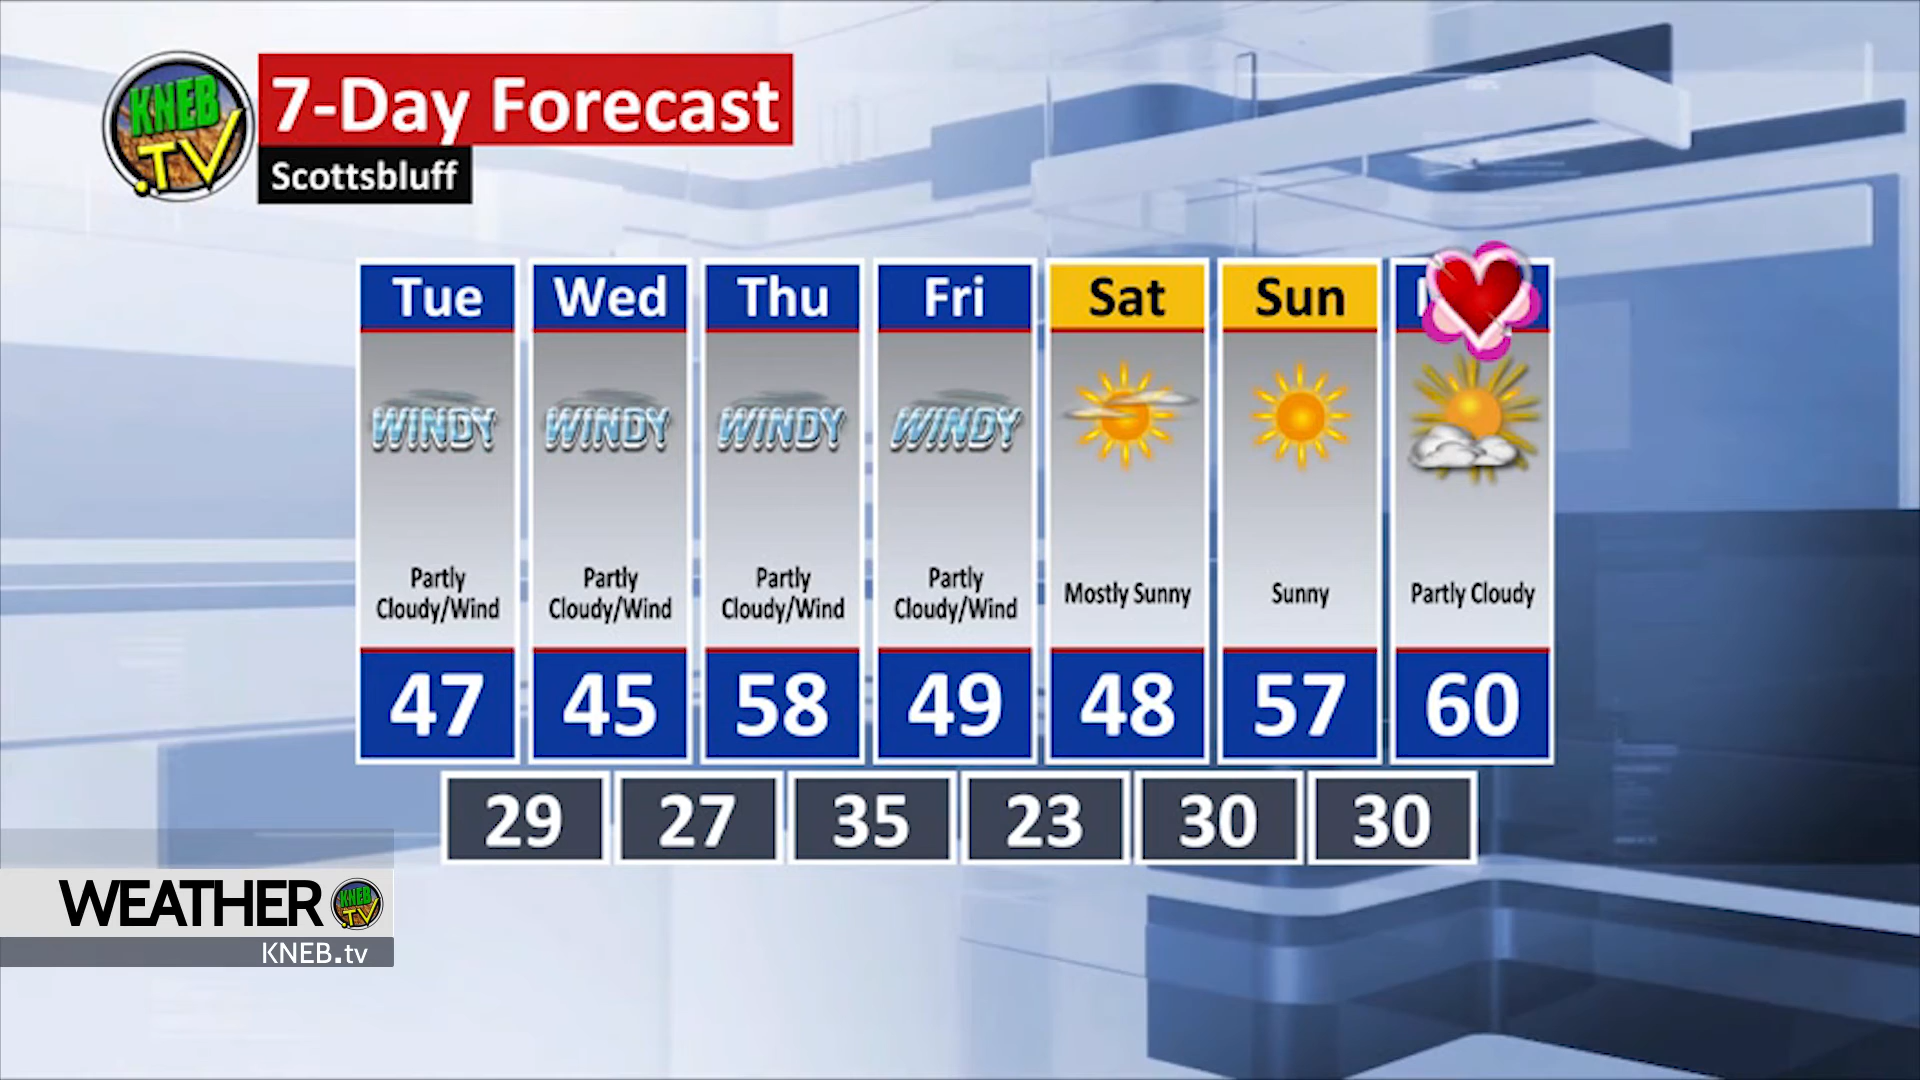 KNEB
.TV
7-Day Forecast
Scottsbluff
Tue
Wed
Thu
Fri
Sat
Sun
WINDY
WINDY
WINDY
WINDY
Partly
Cloudy/Wind
Partly
Cloudy/Wind
Partly
Cloudy/Wind
Partly
Cloudy/Wind
Mostly Sunny
Sunny
Partly Cloudy
47
45
58
49
48
57
60
29
27
35
23
30
30
WEATHER
KNEB
.TV
KNEB.tv